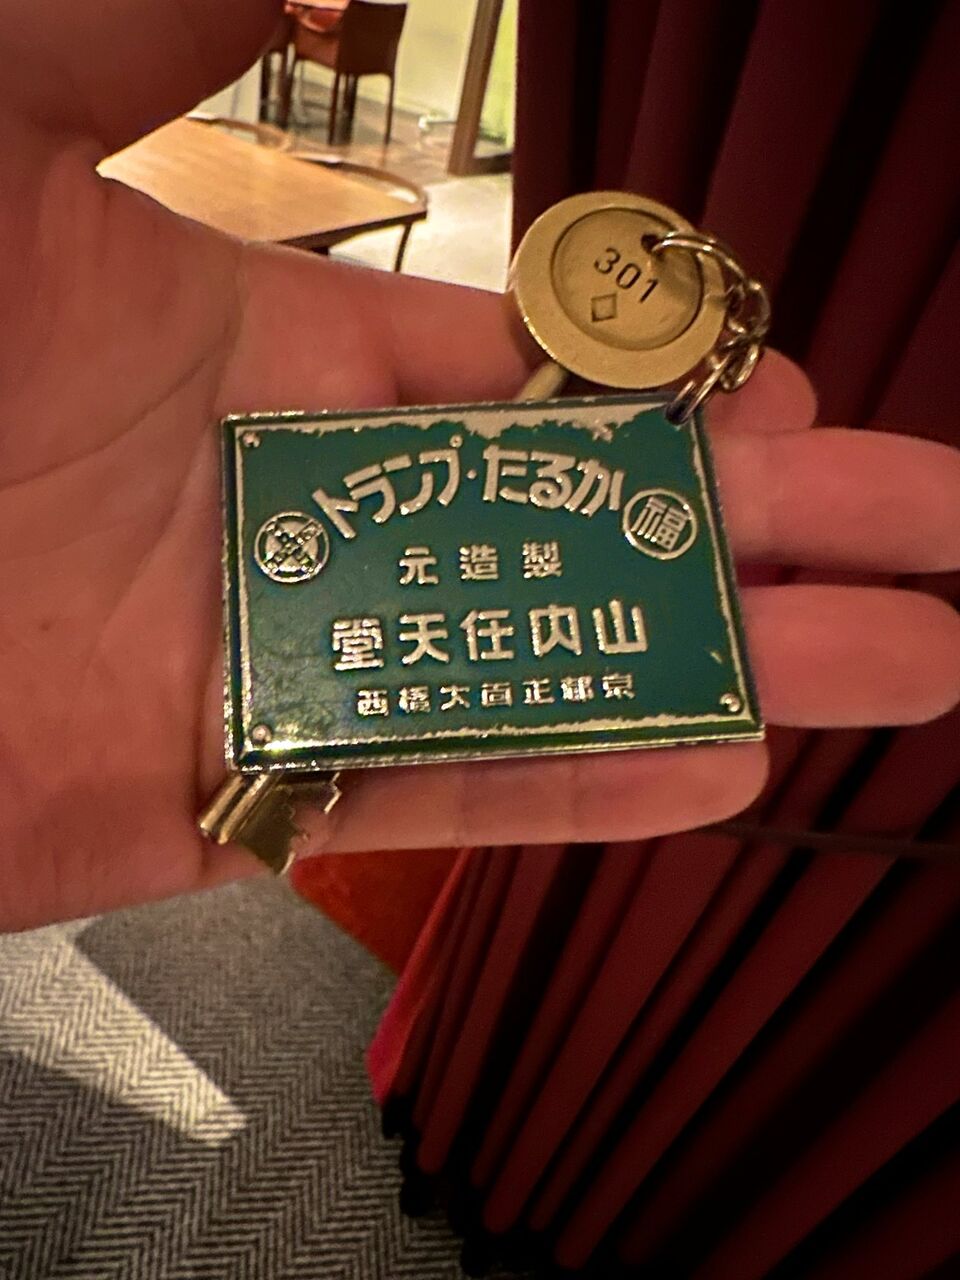 301
かるた・トランプ
福
製造元
山内任天堂
京都正面大橋西